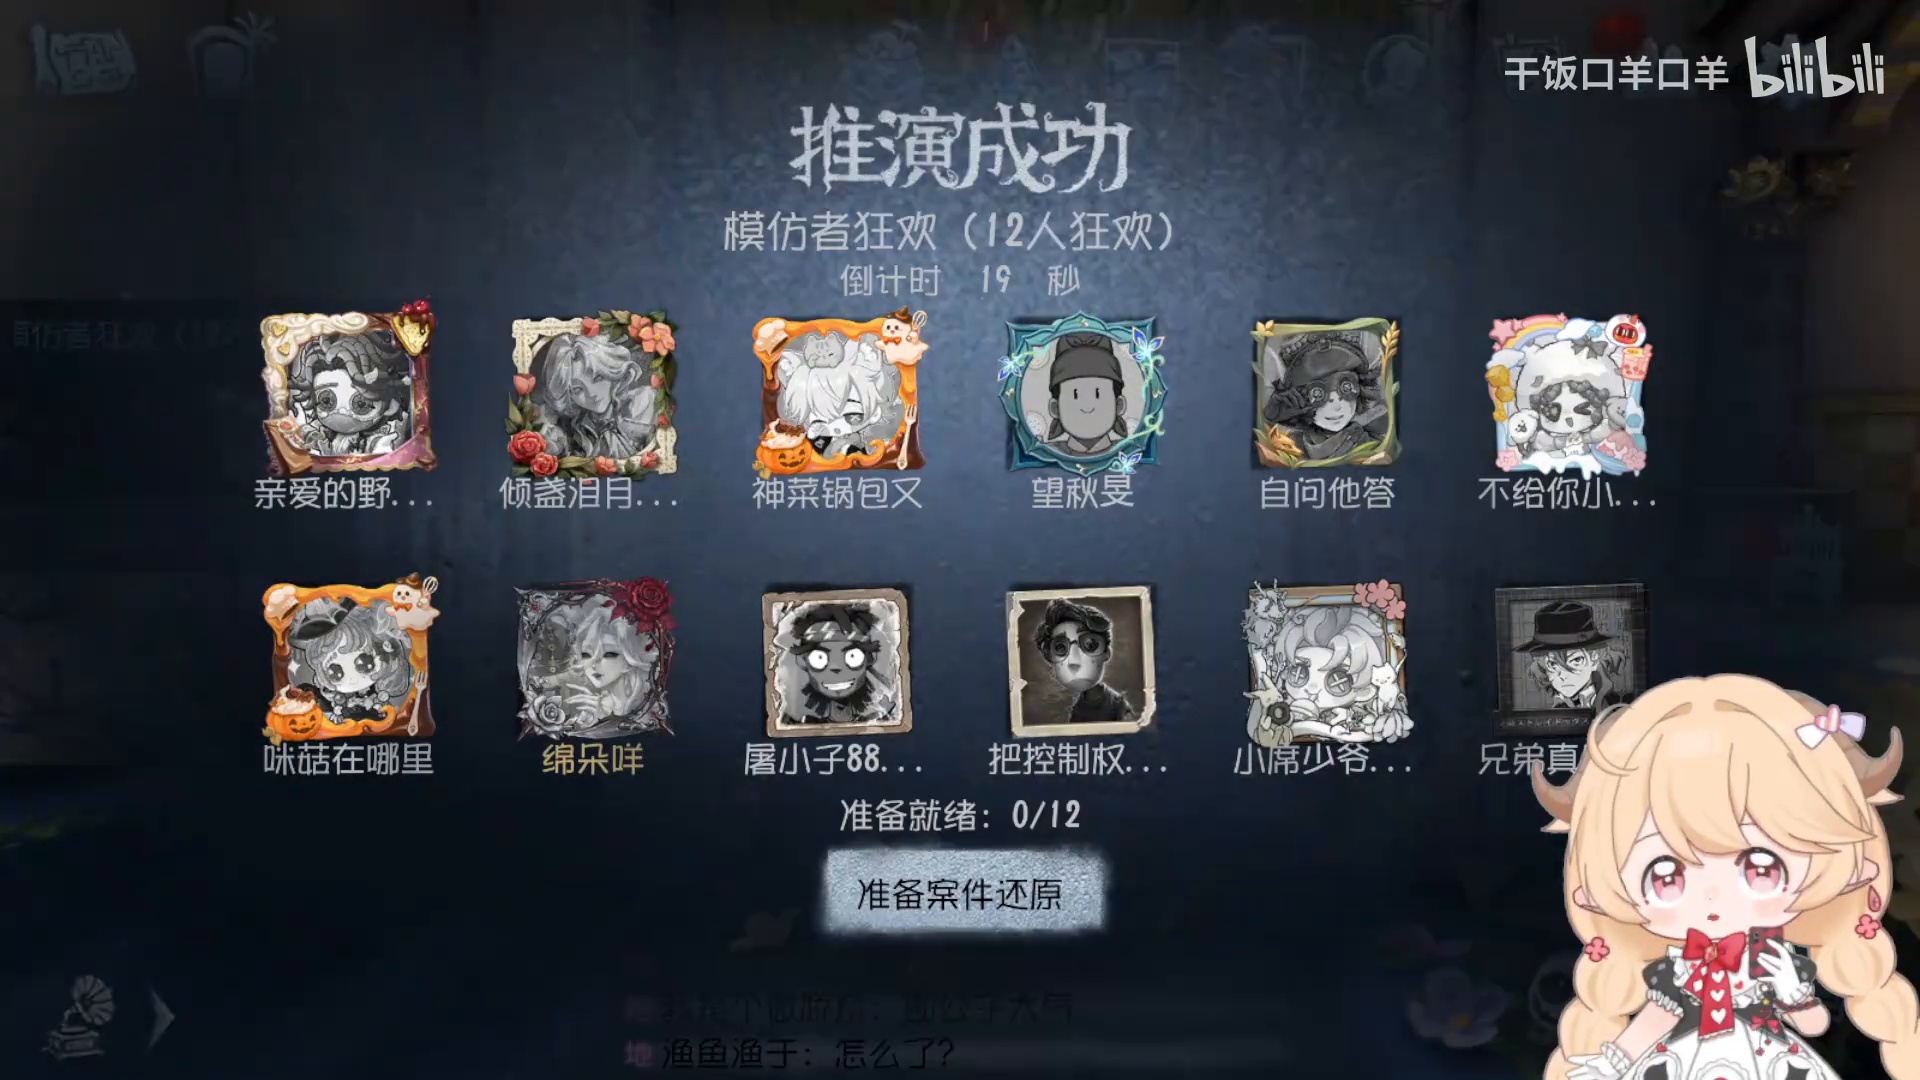 干饭口羊口羊 bilibili
推演成功
模仿者狂欢（12人狂欢）
倒计时 19 秒
亲爱的野... 倾盏泪月... 神菜锅包又 望秋旻 自问他答 不给你小...
咪菇在哪里 绵朵咩 屠小子88... 把控制权... 小席少爷... 兄弟真
准备就绪：0/12
准备案件还原
渔鱼渔于：怎么了？